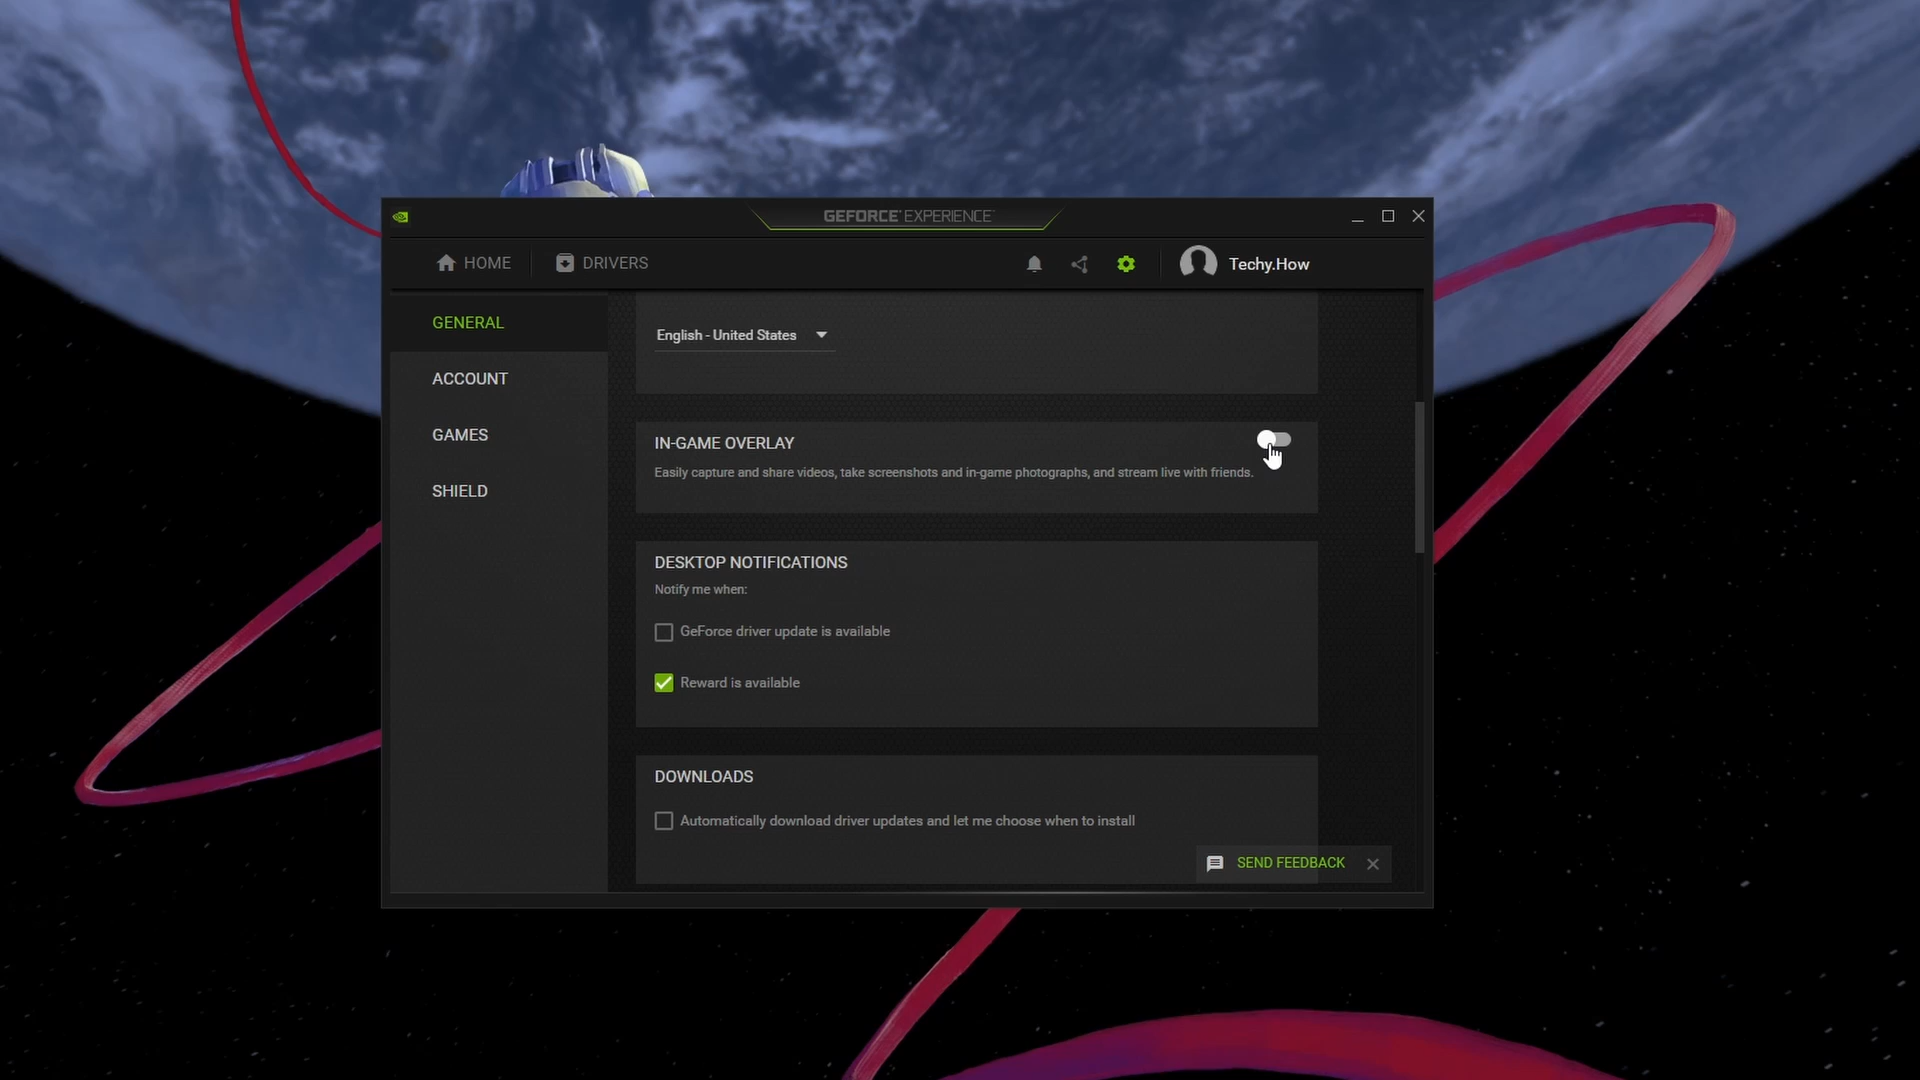 GEFORCE EXPERIENCE
HOME
DRIVERS
Techy.How
GENERAL
ACCOUNT
GAMES
SHIELD
English - United States
IN-GAME OVERLAY
Easily capture and share videos, take screenshots and in-game photographs, and stream live with friends.
DESKTOP NOTIFICATIONS
Notify me when:
GeForce driver update is available
Reward is available
DOWNLOADS
Automatically download driver updates and let me choose when to install
SEND FEEDBACK